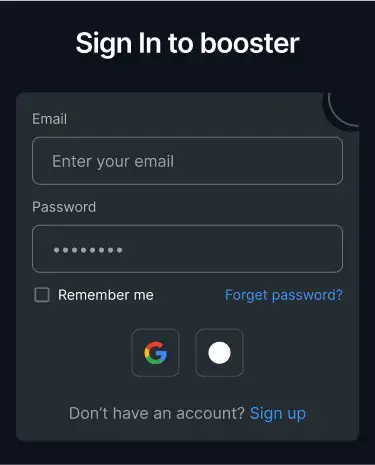 Sign In to booster
Email
Enter your email
Password
Remember me
Forget password?
Don't have an account? Sign up